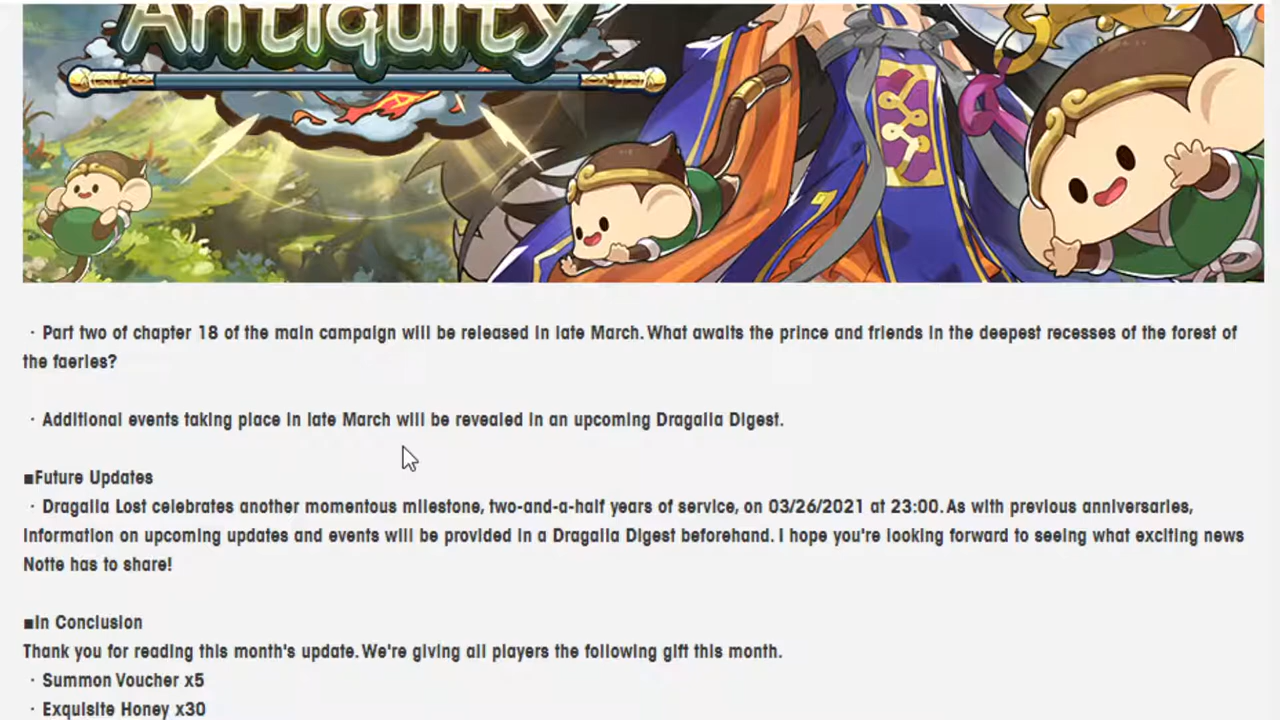 Antiquity
· Part two of chapter 18 of the main campaign will be released in late March. What awaits the prince and friends in the deepest recesses of the forest of
the faeries?
· Additional events taking place in late March will be revealed in an upcoming Dragalia Digest.
■Future Updates
· Dragalia Lost celebrates another momentous milestone, two-and-a-half years of service, on 03/26/2021 at 23:00. As with previous anniversaries,
information on upcoming updates and events will be provided in a Dragalia Digest beforehand. I hope you're looking forward to seeing what exciting news
Notte has to share!
■In Conclusion
Thank you for reading this month's update. We're giving all players the following gift this month.
· Summon Voucher x5
· Exquisite Honey x30